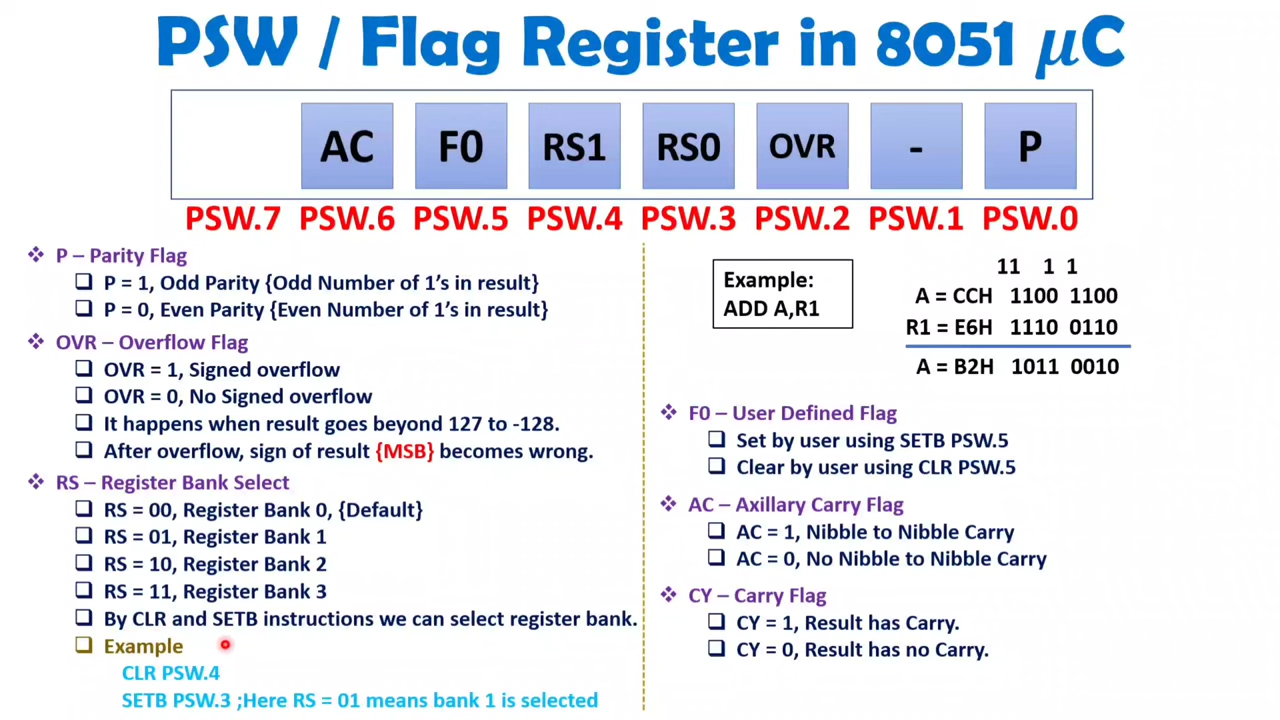 PSW / Flag Register in 8051 μC
AC F0 RS1 RS0 OVR - P
PSW.7 PSW.6 PSW.5 PSW.4 PSW.3 PSW.2 PSW.1 PSW.0
P – Parity Flag
P = 1, Odd Parity {Odd Number of 1’s in result}
P = 0, Even Parity {Even Number of 1’s in result}
OVR – Overflow Flag
OVR = 1, Signed overflow
OVR = 0, No Signed overflow
It happens when result goes beyond 127 to -128.
After overflow, sign of result {MSB} becomes wrong.
RS – Register Bank Select
RS = 00, Register Bank 0, {Default}
RS = 01, Register Bank 1
RS = 10, Register Bank 2
RS = 11, Register Bank 3
By CLR and SETB instructions we can select register bank.
Example
CLR PSW.4
SETB PSW.3 ;Here RS = 01 means bank 1 is selected
Example:
ADD A,R1
11 1 1
A = CCH 1100 1100
R1 = E6H 1110 0110
A = B2H 1011 0010
F0 – User Defined Flag
Set by user using SETB PSW.5
Clear by user using CLR PSW.5
AC – Axillary Carry Flag
AC = 1, Nibble to Nibble Carry
AC = 0, No Nibble to Nibble Carry
CY – Carry Flag
CY = 1, Result has Carry.
CY = 0, Result has no Carry.